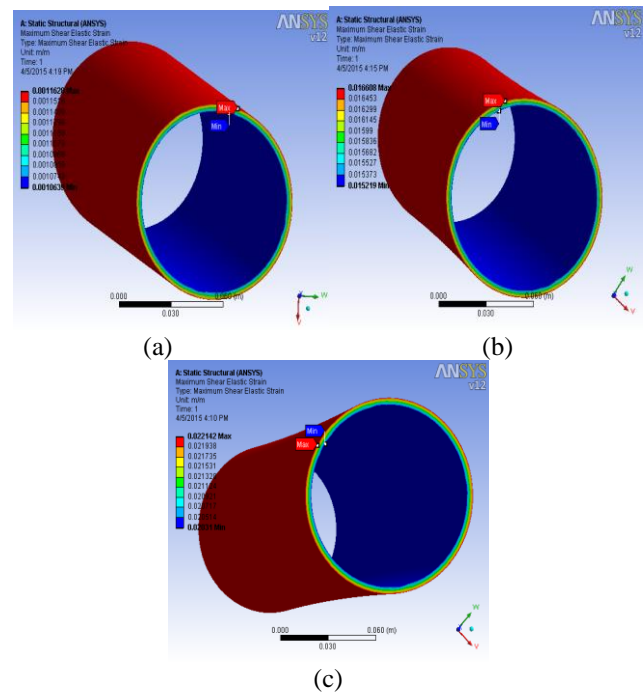 ANSYS
v12
A: Static Structural (ANSYS)
Maximum Shear Elastic Strain
Type: Maximum Shear Elastic Strain
Unit: m/m
Time: 1
4/5/2015 4:19 PM
Max
Min
0.000
0.060 (m)
0.030
W
V
(a)
ANSYS
v12
A: Static Structural (ANSYS)
Maximum Shear Elastic Strain
Type: Maximum Shear Elastic Strain
Unit: m/m
Time: 1
4/5/2015 4:15 PM
0.016608 Max
0.016453
0.016299
0.016145
0.01599
0.015836
0.015682
0.015527
0.015373
0.015219 Min
Max
Min
0.000
0.060 (m)
0.030
W
V
(b)
ANSYS
v12
A: Static Structural (ANSYS)
Maximum Shear Elastic Strain
Type: Maximum Shear Elastic Strain
Unit: m/m
Time: 1
4/5/2015 4:10 PM
0.022142 Max
0.021938
0.021735
0.021531
Min
Max
0.000
0.060 (m)
0.030
W
V
(c)